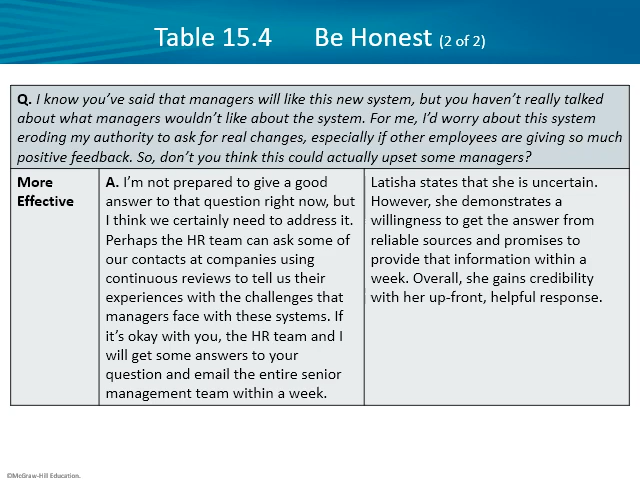 Table 15.4 Be Honest (2 of 2)
Q. I know you've said that managers will like this new system, but you haven't really talked
about what managers wouldn't like about the system. For me, I'd worry about this system
eroding my authority to ask for real changes, especially if other employees are giving so much
positive feedback. So, don't you think this could actually upset some managers?
More
Effective
A. I'm not prepared to give a good
answer to that question right now, but
I think we certainly need to address it.
Perhaps the HR team can ask some of
our contacts at companies using
continuous reviews to tell us their
experiences with the challenges that
managers face with these systems. If
it's okay with you, the HR team and I
will get some answers to your
question and email the entire senior
management team within a week.
Latisha states that she is uncertain.
However, she demonstrates a
willingness to get the answer from
reliable sources and promises to
provide that information within a
week. Overall, she gains credibility
with her up-front, helpful response.
©McGraw-Hill Education.